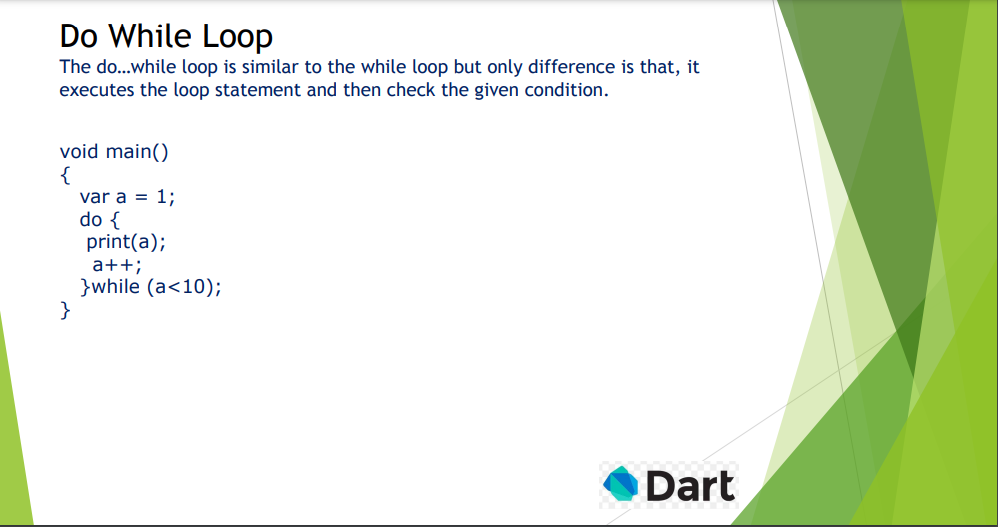 Do While Loop
The do…while loop is similar to the while loop but only difference is that, it
executes the loop statement and then check the given condition.
void main()
{
var a = 1;
do {
print(a);
a++;
}while (a<10);
}
Dart